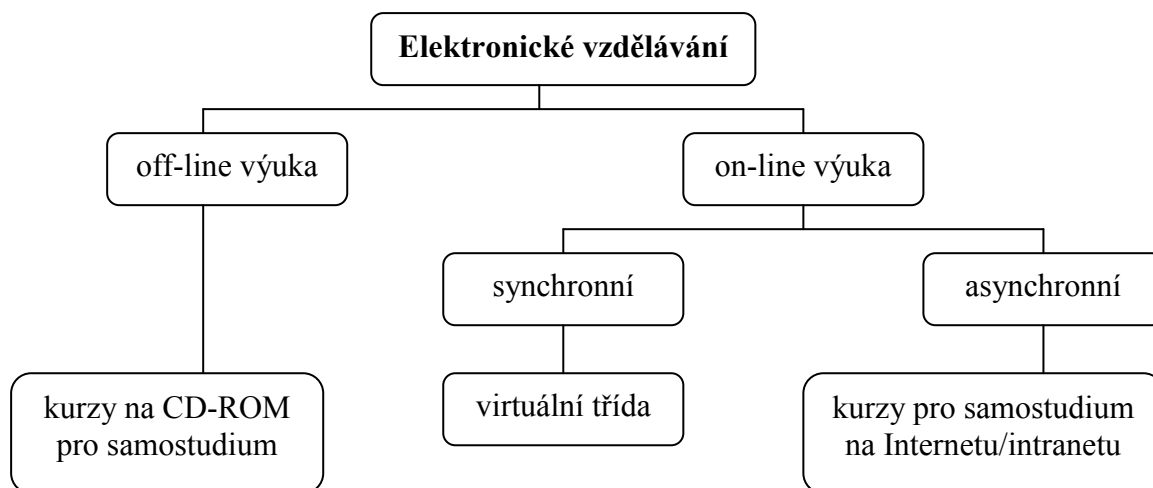 Elektronické vzdělávání
off-line výuka
on-line výuka
synchronní
asynchronní
kurzy na CD-ROM
pro samostudium
virtuální třída
kurzy pro samostudium
na Internetu/intranetu